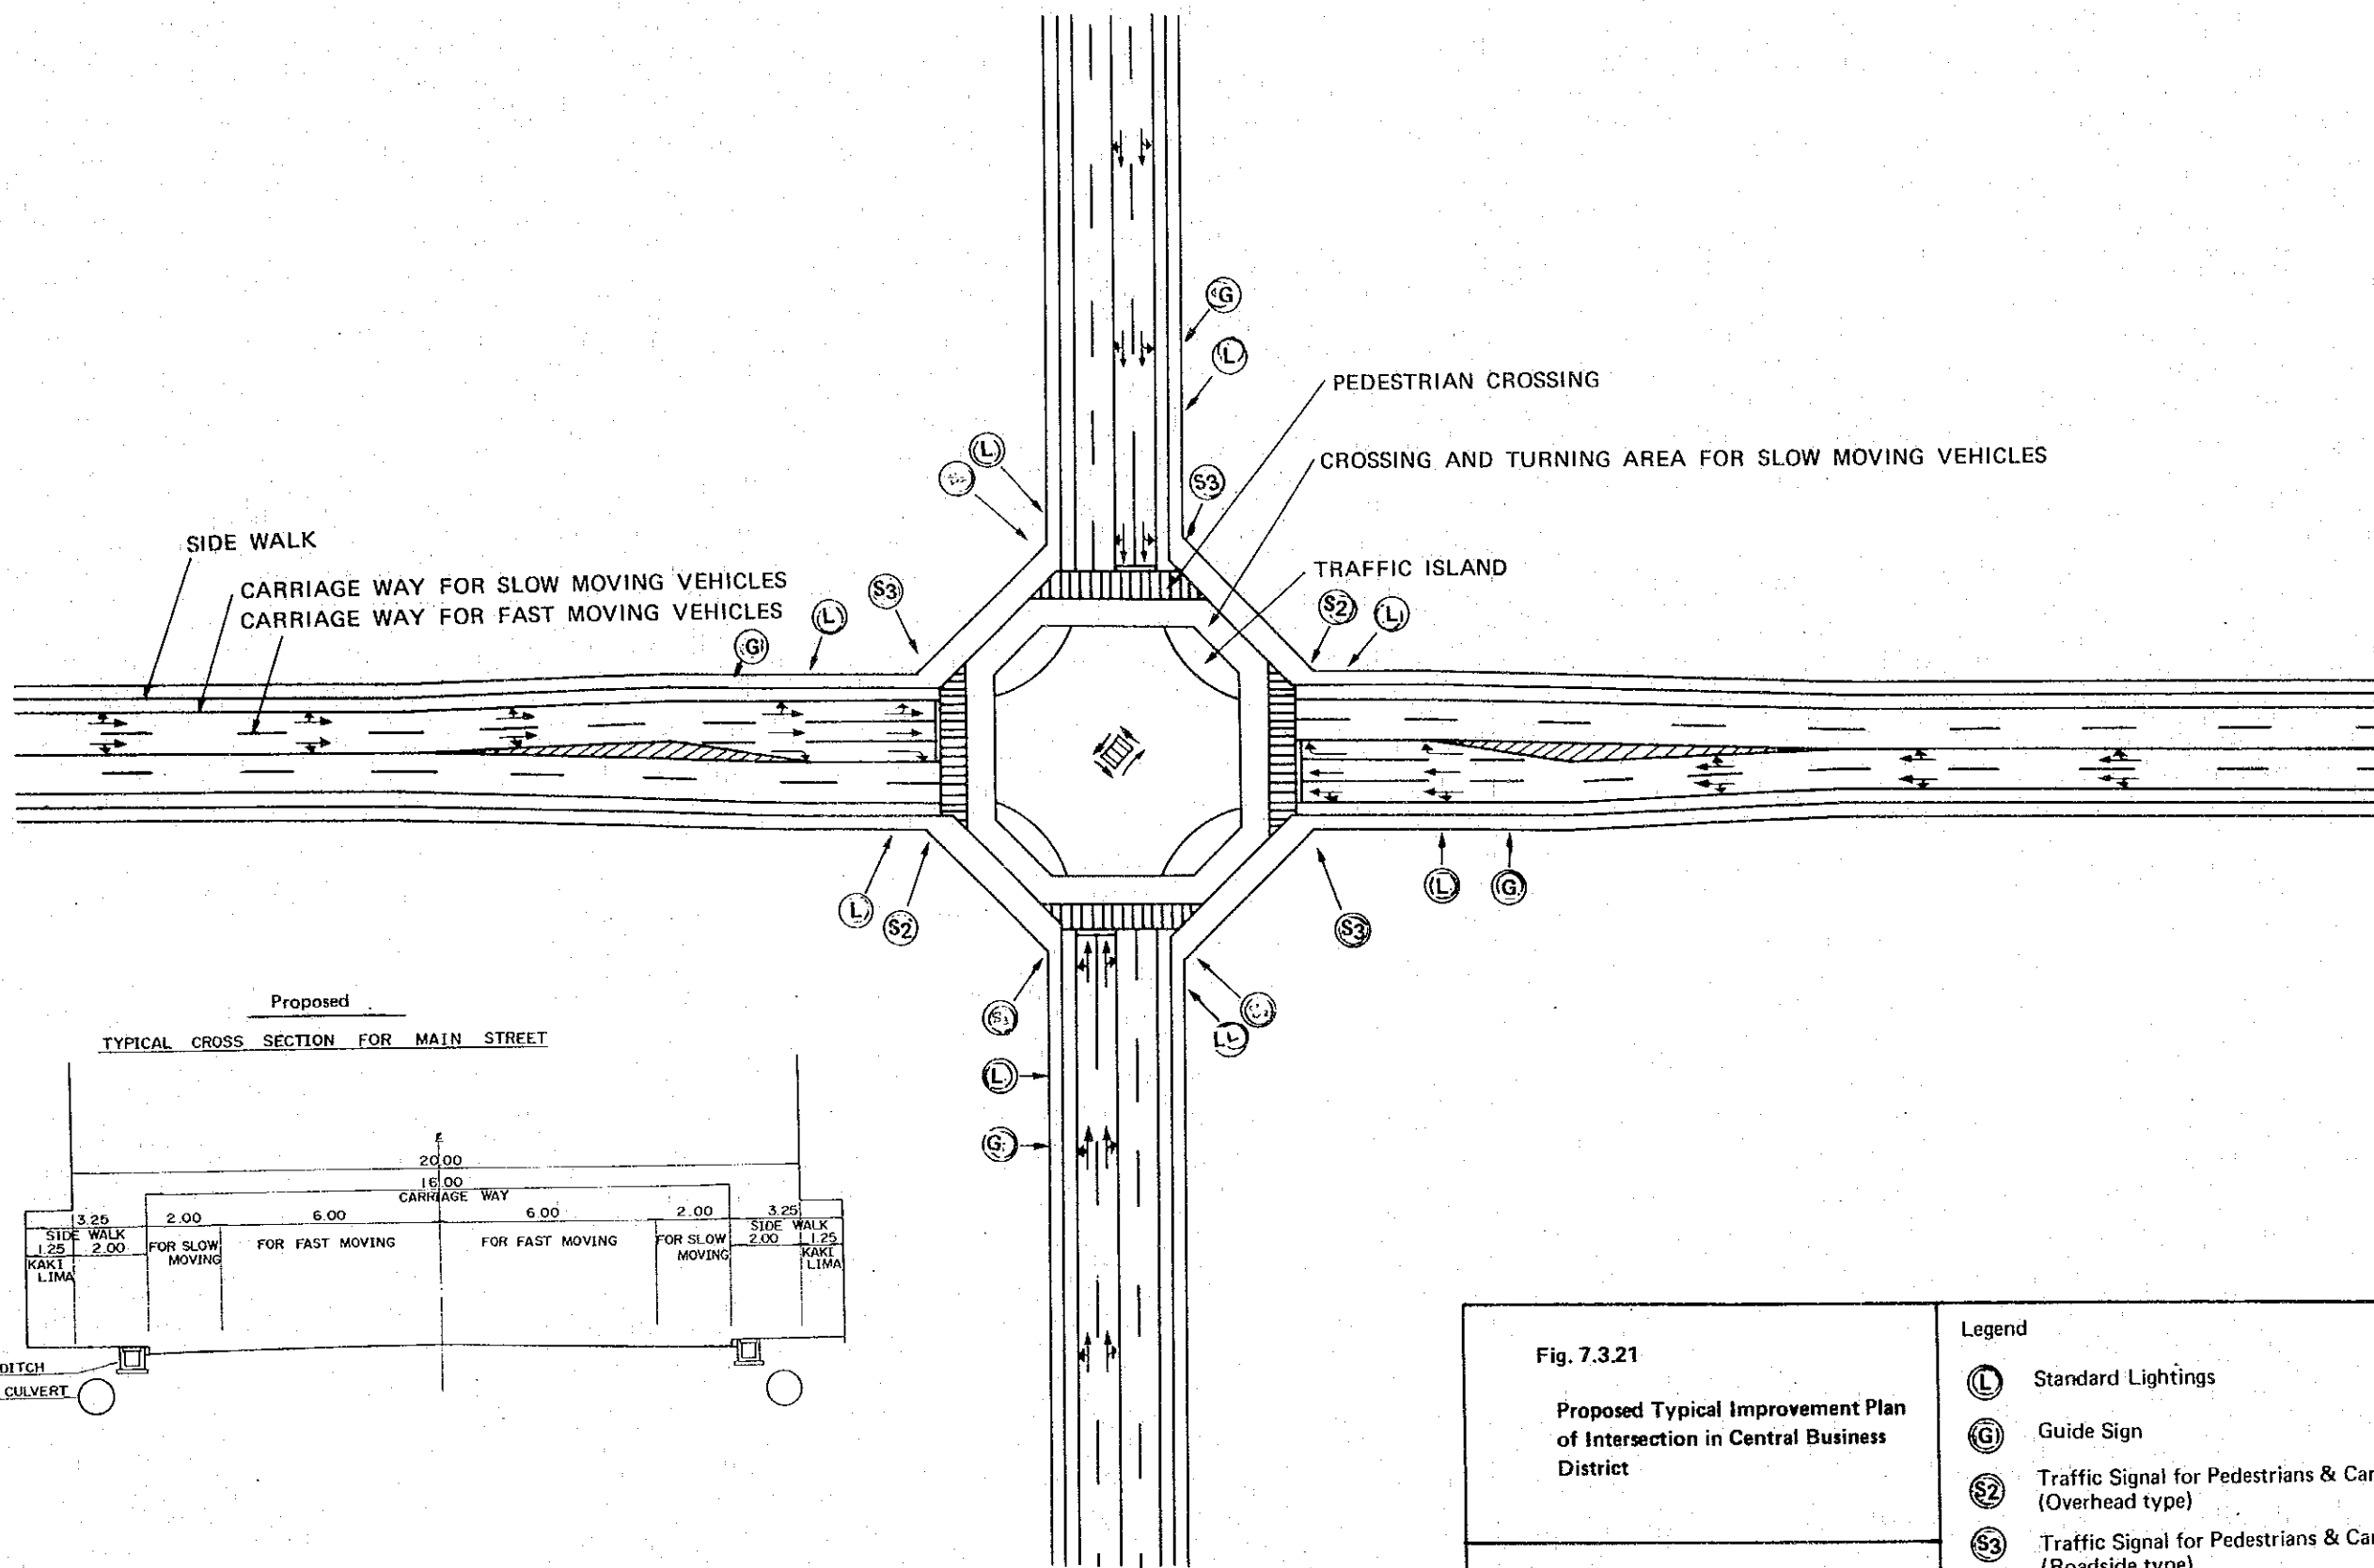 G
L
PEDESTRIAN CROSSING
L
CROSSING AND TURNING AREA FOR SLOW MOVING VEHICLES
S3
SIDE WALK
TRAFFIC ISLAND
CARRIAGE WAY FOR SLOW MOVING VEHICLES
S3
CARRIAGE WAY FOR FAST MOVING VEHICLES
L
S2
L
G
L
G
L
S2
S3
Proposed
TYPICAL CROSS SECTION FOR MAIN STREET
S3
L
L
G
20.00
16.00
CARRIAGE WAY
3.25 2.00 6.00 6.00 2.00 3.25
SIDE WALK SIDE WALK
1.25 2.00 FOR SLOW MOVING FOR FAST MOVING FOR FAST MOVING FOR SLOW MOVING 2.00 1.25
KAKI LIMA KAKI LIMA
DITCH
CULVERT
Fig. 7.3.21
Proposed Typical Improvement Plan
of Intersection in Central Business
District
Legend
L Standard Lightings
G Guide Sign
S2 Traffic Signal for Pedestrians & Car
(Overhead type)
S3 Traffic Signal for Pedestrians & Car
(Roadside type)